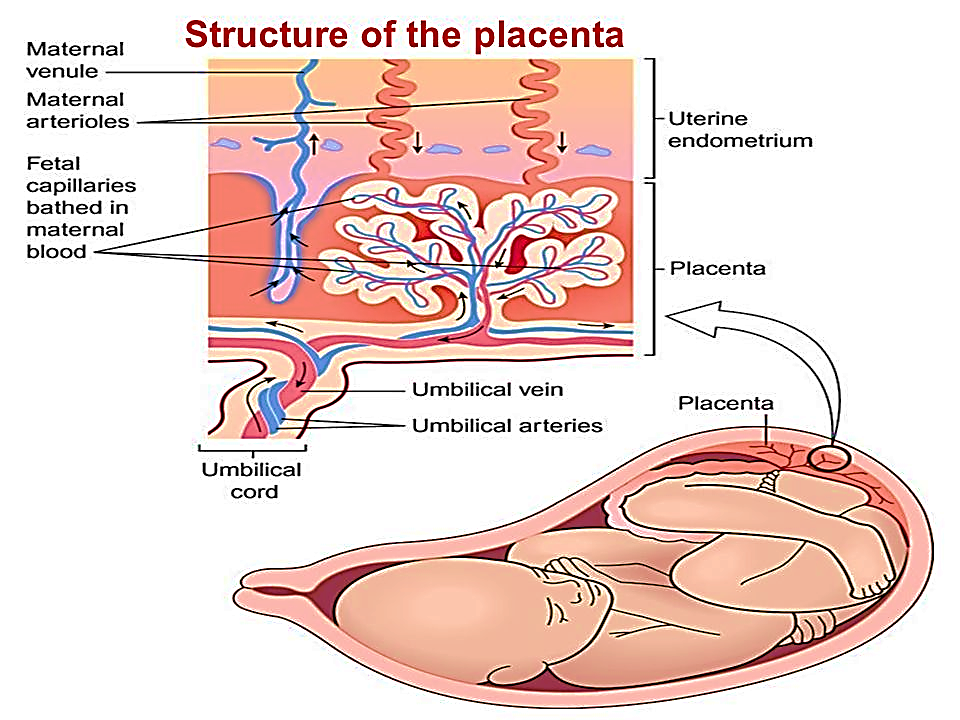 Structure of the placenta
Maternal
venule
Maternal
arterioles
Fetal
capillaries
bathed in
maternal
blood
Uterine
endometrium
Placenta
Umbilical vein
Umbilical arteries
Umbilical
cord
Placenta